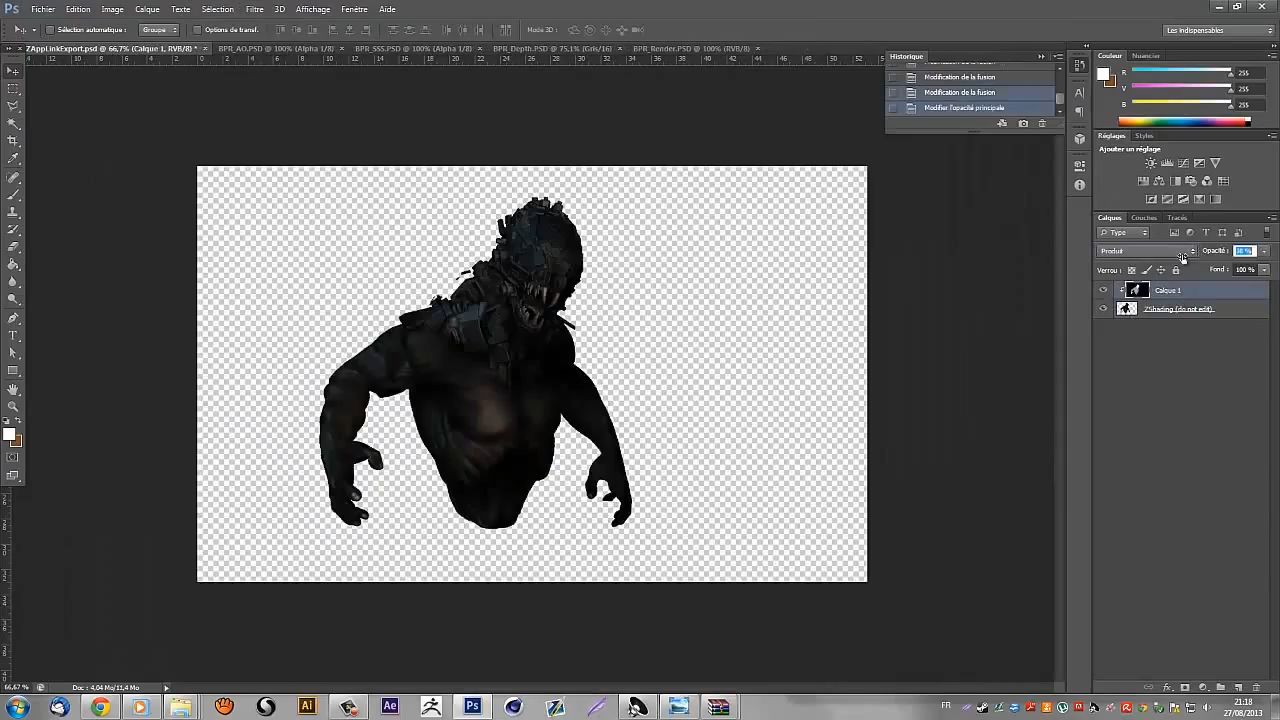 Ps Fichier Edition Image Calque Texte Sélection Filtre 3D Affichage Fenêtre Aide
Sélection automatique: Groupe Options de transf. Mode 3D: Les indispensables
ZAppLinkExport.psd @ 66,7% (Calque 1, RVB/8) * BPR_AO.PSD @ 100% (Alpha 1/8) BPR_SSS.PSD @ 100% (Alpha 1/8) BPR_Depth.PSD @ 75.1% (Gris/16) BPR_Render.PSD @ 100% (RVB/8)
Historique
Modification de la fusion
Modification de la fusion
Modifier l'opacité principale
Couleur Nuancier
R 255
V 255
B 255
Réglages Styles
Ajouter un réglage
Calques Couches Tracés
Type
Produit Opacité :
Verrou : Fond : 100 %
Calque 1
ZShading (do not edit)
66,67 % Doc : 4,04 Mo/11,4 Mo
Ai Ae Ps FR 21:18
27/08/2013